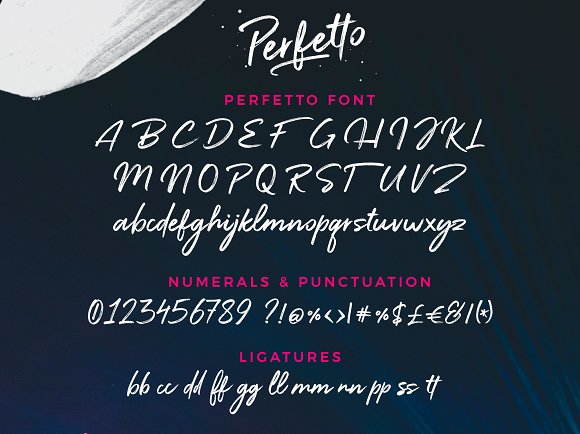 Perfetto
PERFETTO FONT
A B C D E F G H I J K L
M N O P Q R S T U V Z
abcdefghijklmnopqrstuvwxyz
NUMERALS & PUNCTUATION
0123456789 ?!@%<>|#%$£€&/(*)
LIGATURES
bb cc dd ff gg ll mm nn pp ss tt